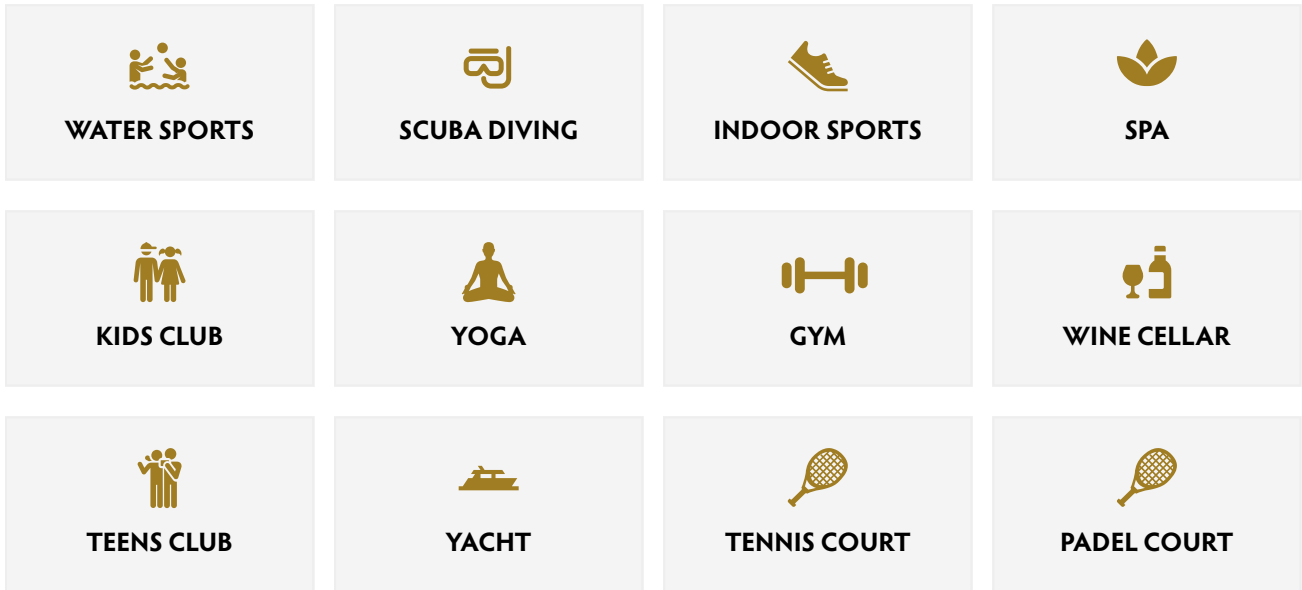 WATER SPORTS
SCUBA DIVING
INDOOR SPORTS
SPA
KIDS CLUB
YOGA
GYM
WINE CELLAR
TEENS CLUB
YACHT
TENNIS COURT
PADEL COURT